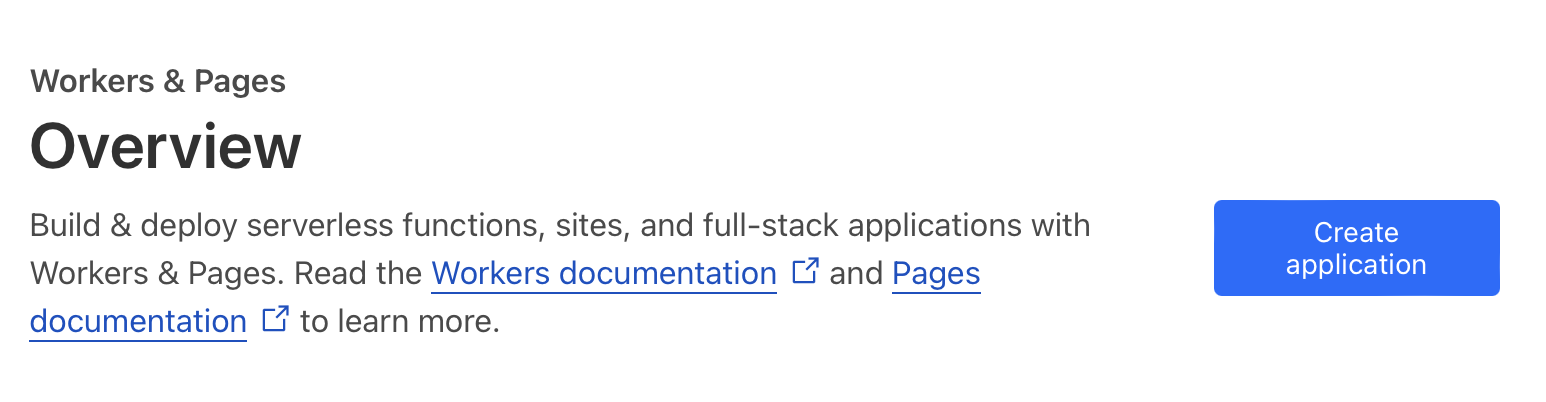 Workers & Pages
Overview
Build & deploy serverless functions, sites, and full-stack applications with
Workers & Pages. Read the Workers documentation and Pages
documentation to learn more.
Create
application